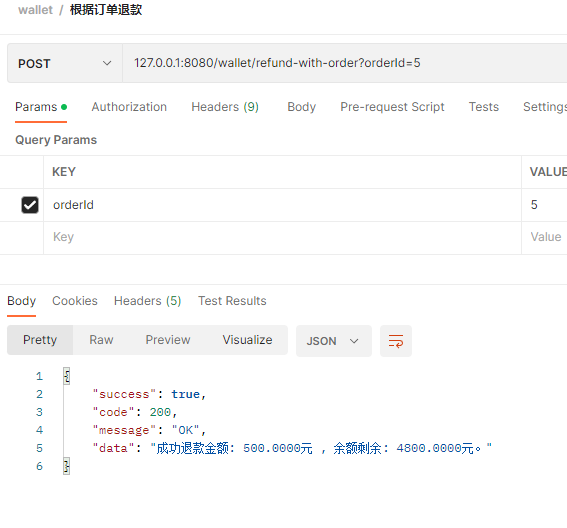 wallet / 根据订单退款
POST 127.0.0.1:8080/wallet/refund-with-order?orderId=5
Params Authorization Headers (9) Body Pre-request Script Tests Settings
Query Params
KEY VALUE
orderId 5
Key Value
Body Cookies Headers (5) Test Results
Pretty Raw Preview Visualize JSON
1 {
2 "success": true,
3 "code": 200,
4 "message": "OK",
5 "data": "成功退款金额: 500.0000元 , 余额剩余: 4800.0000元。"
6 }